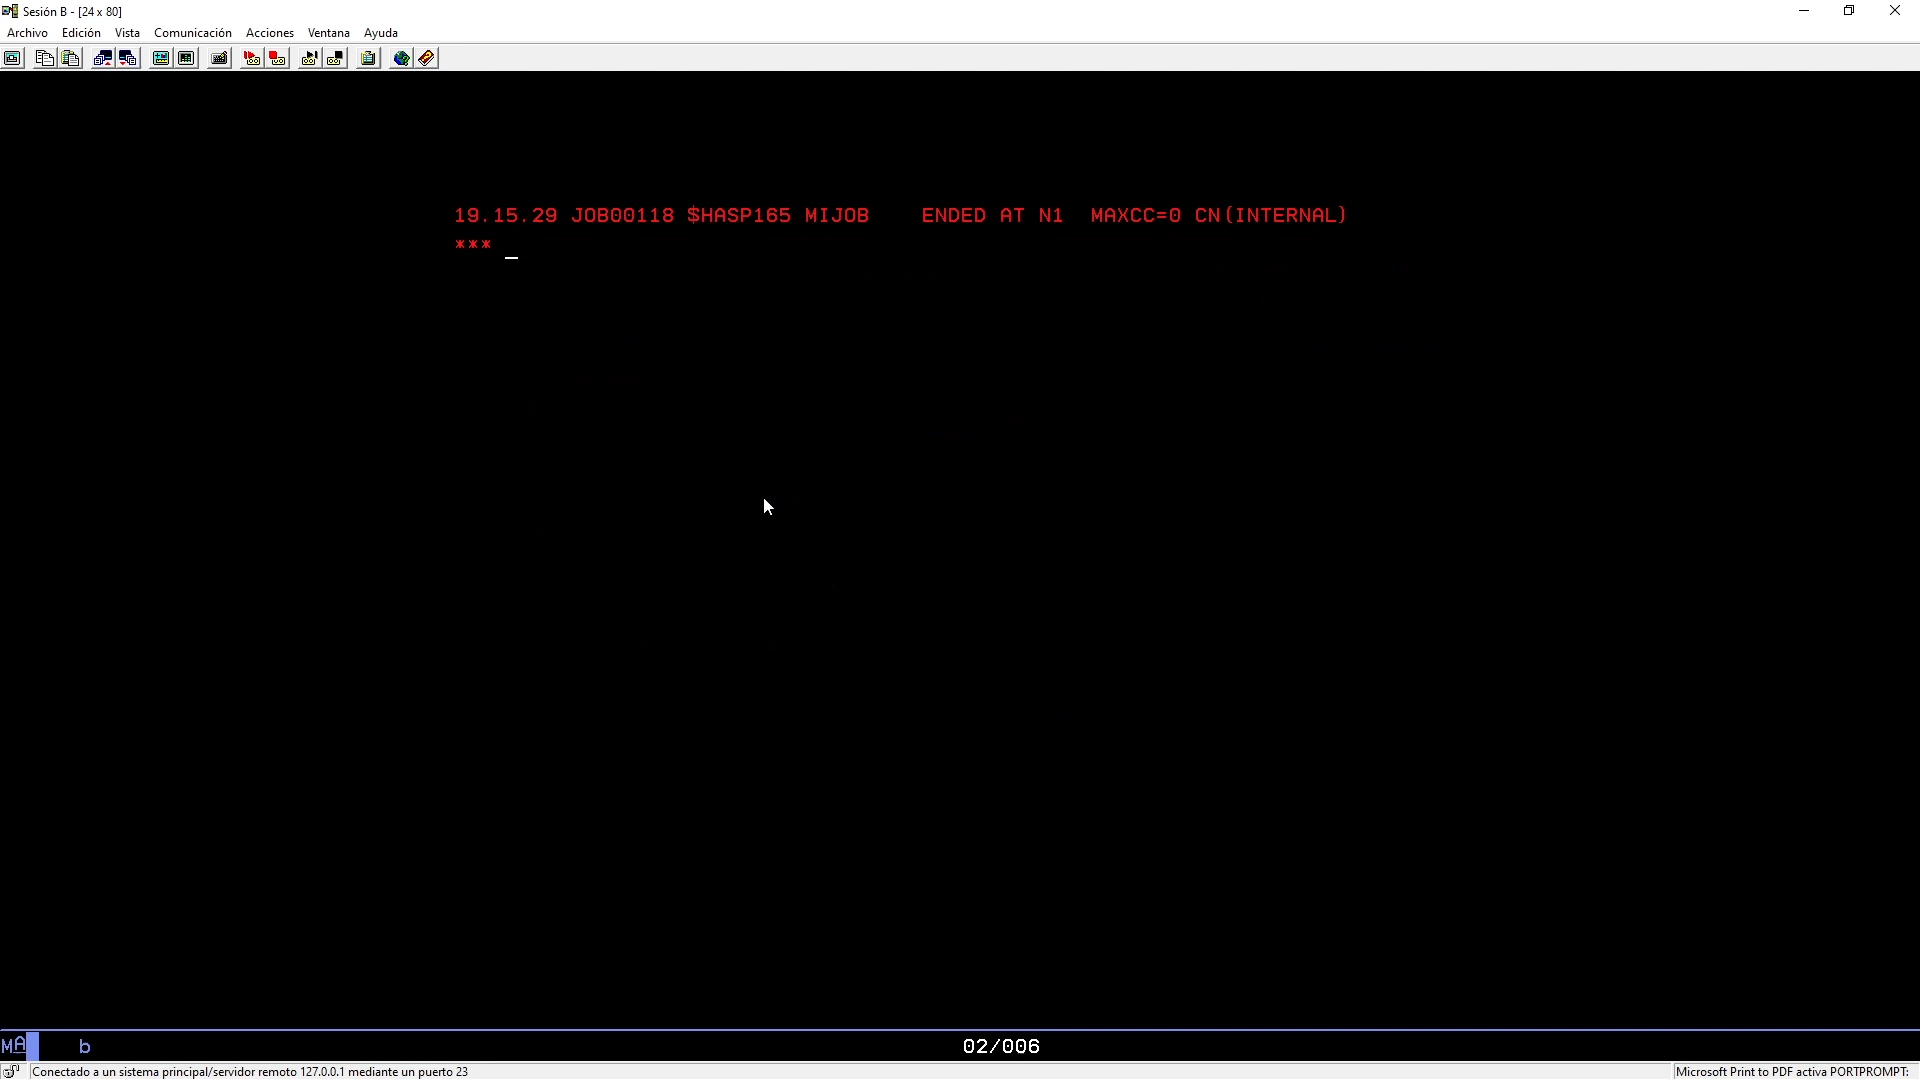 Sesión B - [24 x 80]
Archivo Edición Vista Comunicación Acciones Ventana Ayuda
19.15.29 JOB00118 $HASP165 MIJOB    ENDED AT N1  MAXCC=0 CN(INTERNAL)
***
MA b 02/006
Conectado a un sistema principal/servidor remoto 127.0.0.1 mediante un puerto 23 Microsoft Print to PDF activa PORTPROMPT: